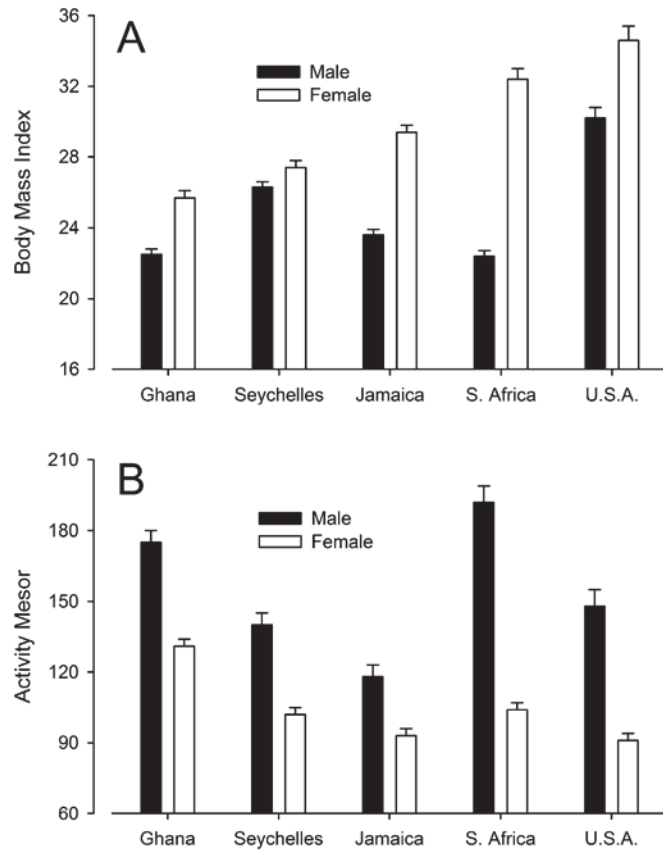 A
Male
Female
Body Mass Index
36
32
28
24
20
16
Ghana Seychelles Jamaica S. Africa U.S.A.
B
Male
Female
Activity Mesor
210
180
150
120
90
60
Ghana Seychelles Jamaica S. Africa U.S.A.